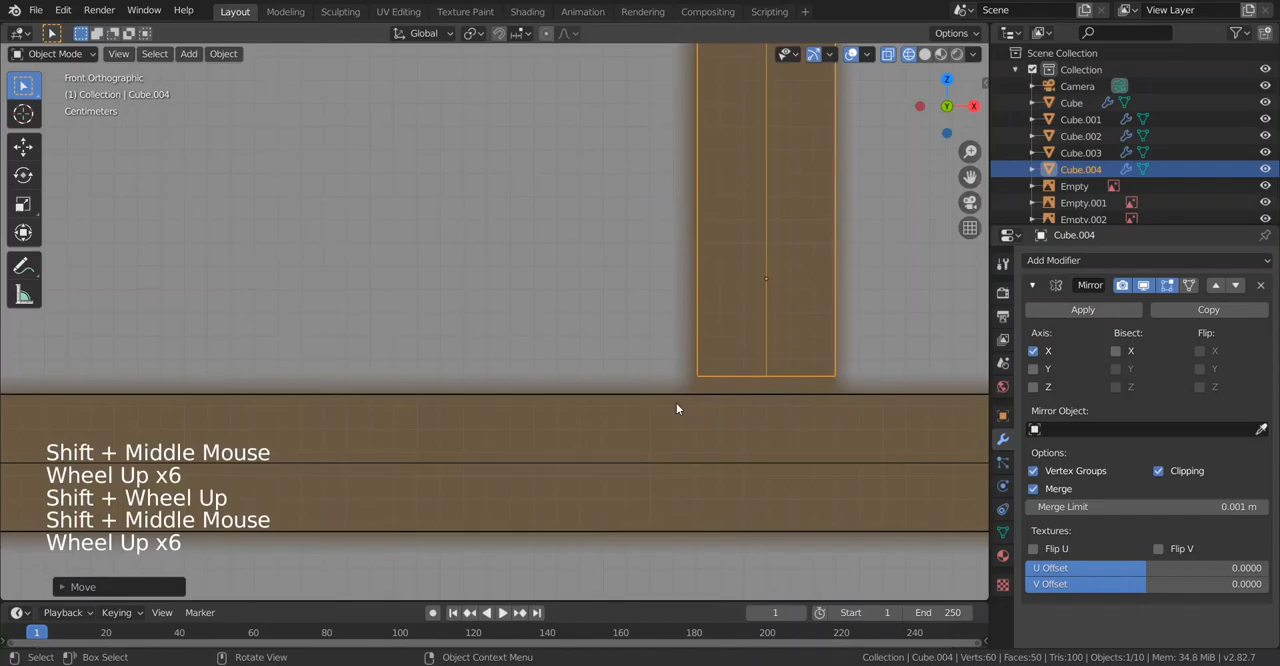 File Edit Render Window Help Layout Modeling Sculpting UV Editing Texture Paint Shading Animation Rendering Compositing Scripting + Scene View Layer
Global Options
Object Mode View Select Add Object
Front Orthographic
(1) Collection | Cube.004
Centimeters
Z
Y
X
Scene Collection
Collection
Camera
Cube
Cube.001
Cube.002
Cube.003
Cube.004
Empty
Empty.001
Empty.002
Cube.004
Add Modifier
Mirror
Apply Copy
Axis: Bisect: Flip:
X X X
Y Y Y
Z Z Z
Mirror Object:
Options:
Vertex Groups Clipping
Merge
Merge Limit 0.001 m
Textures:
Flip U Flip V
U Offset 0.0000
V Offset 0.0000
Shift + Middle Mouse
Wheel Up x6
Shift + Wheel Up
Shift + Middle Mouse
Wheel Up x6
Move
Playback Keying View Marker 1 Start 1 End 250
1 20 40 60 80 100 120 140 160 180 200 220 240
Select Box Select Rotate View Object Context Menu Collection | Cube.004 | Verts:60 | Faces:50 | Tris:100 | Objects:1/10 | Mem: 34.8 MiB | v2.82.7